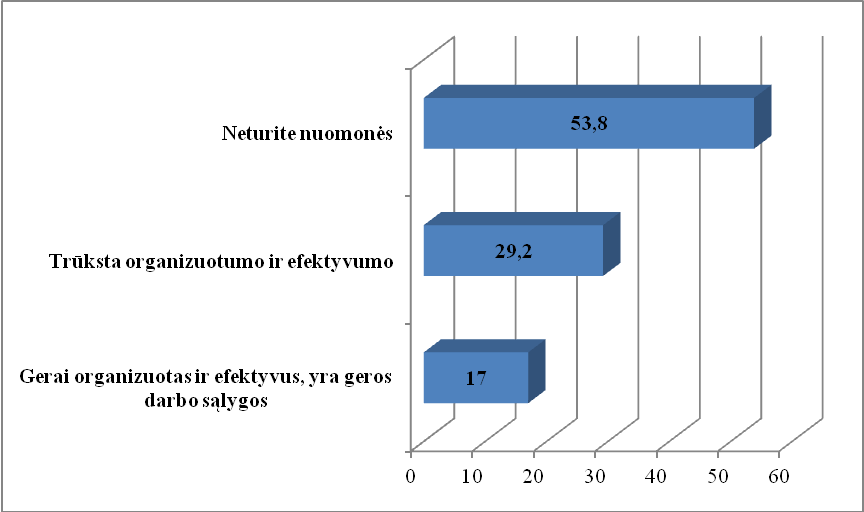 Neturite nuomonės
53,8
Trūksta organizuotumo ir efektyvumo
29,2
Gerai organizuotas ir efektyvus, yra geros
darbo sąlygos
17
0 10 20 30 40 50 60